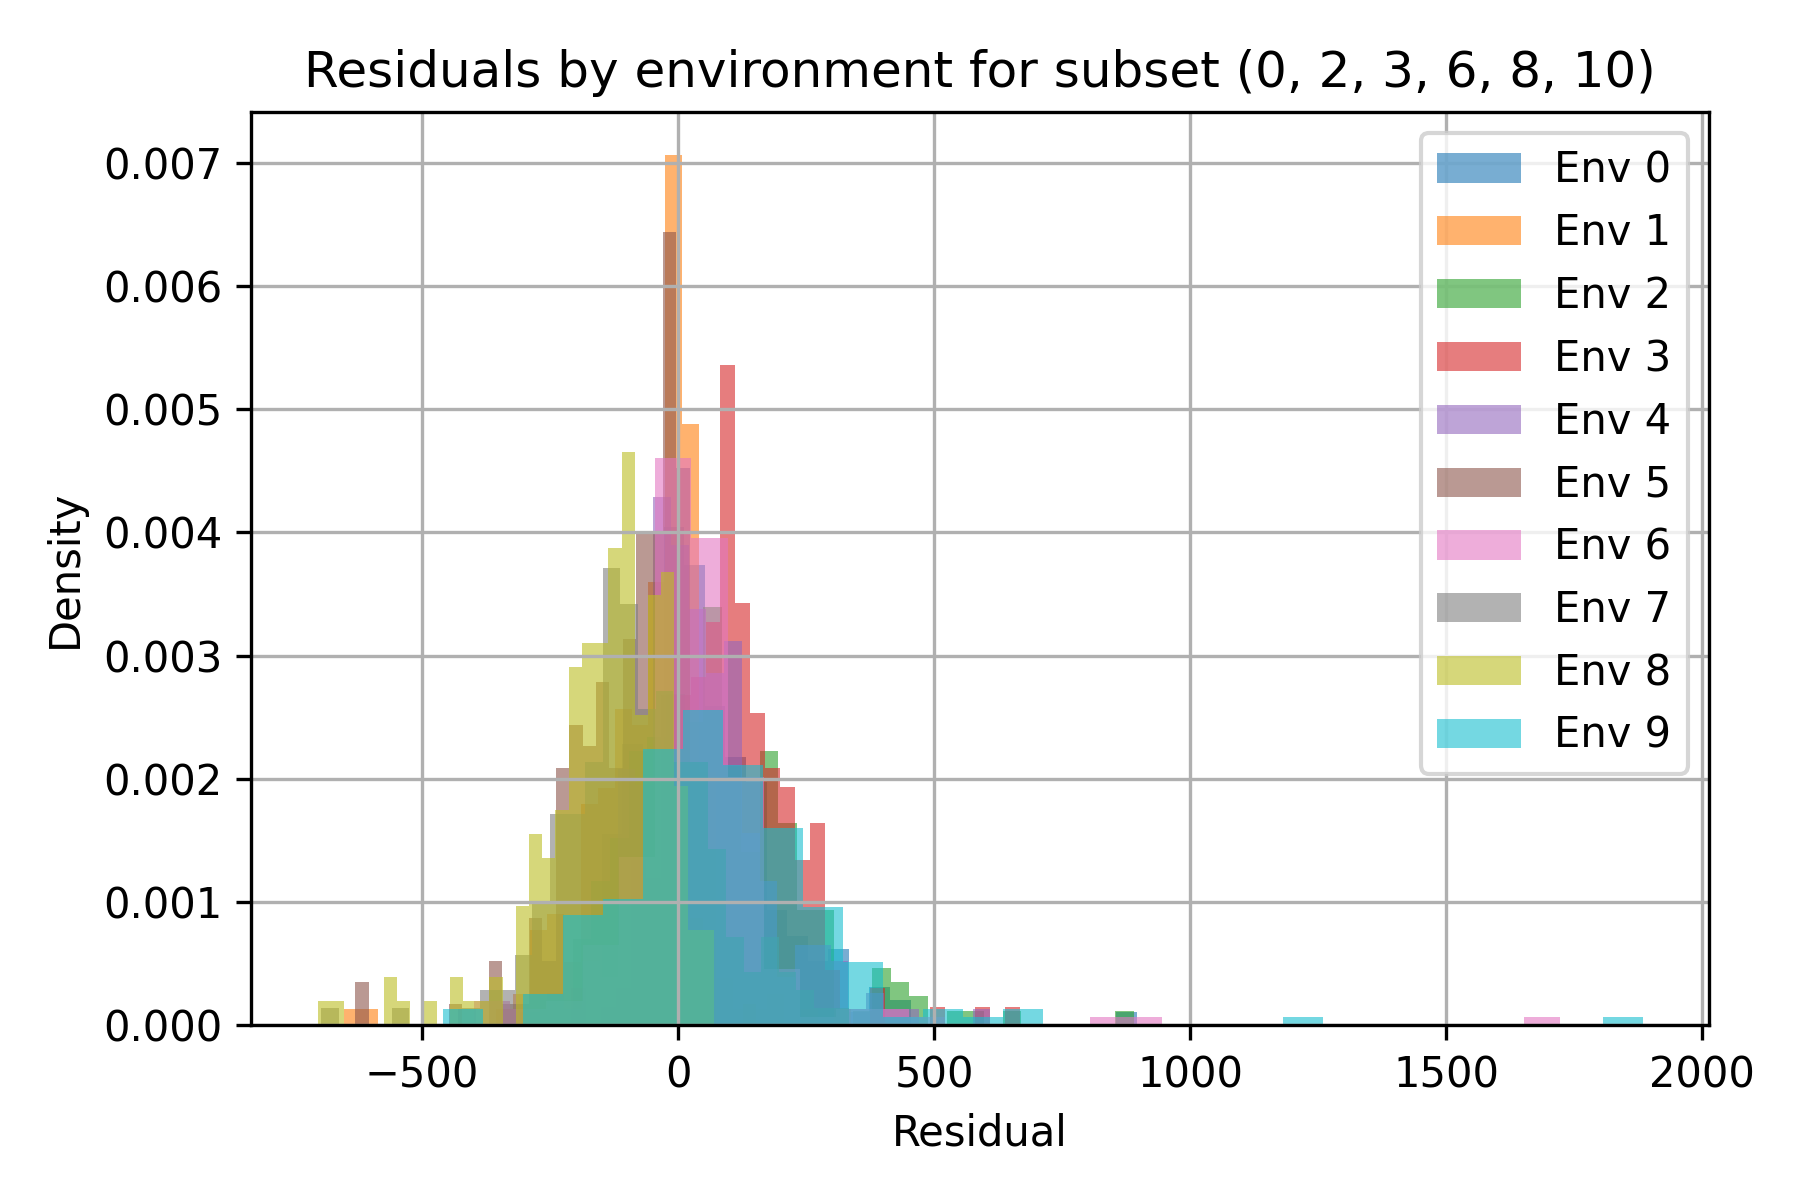 Residuals by environment for subset (0, 2, 3, 6, 8, 10)
0.007
0.006
0.005
0.004
0.003
0.002
0.001
0.000
Density
−500
0
500
1000
1500
2000
Residual
Env 0
Env 1
Env 2
Env 3
Env 4
Env 5
Env 6
Env 7
Env 8
Env 9